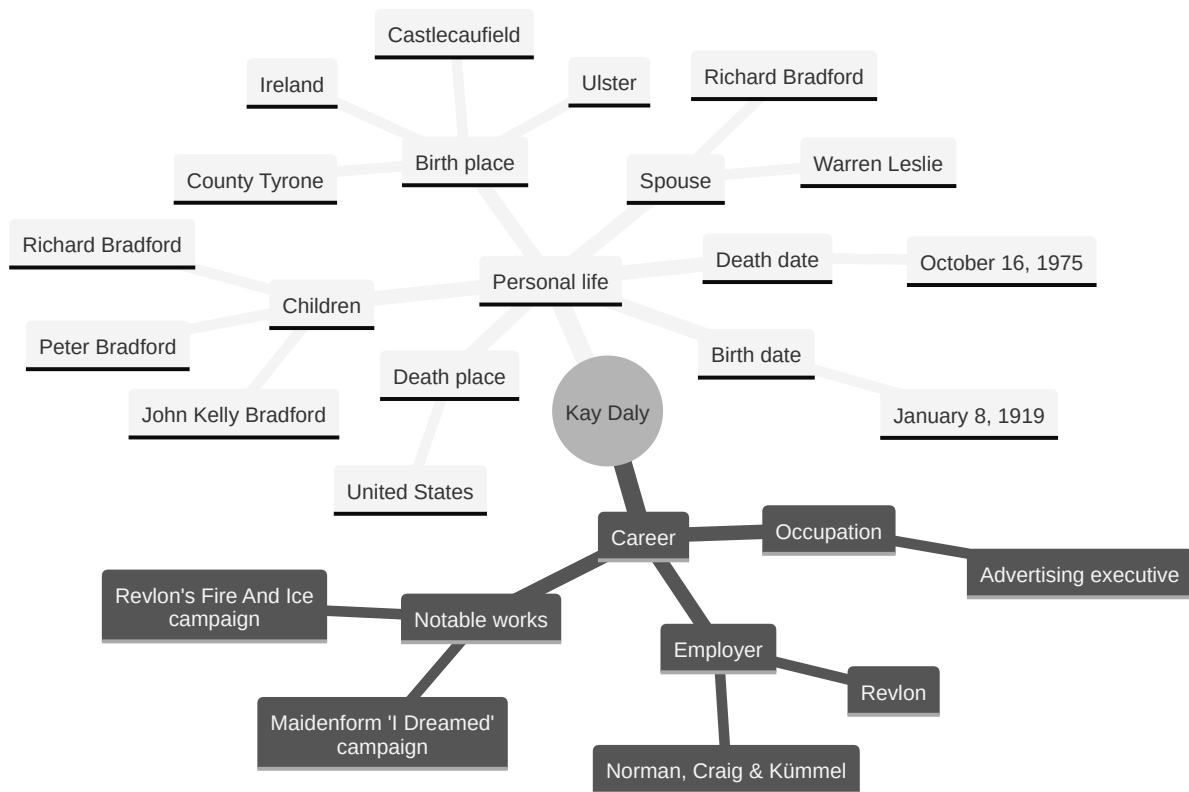 Castlecaufield
Ireland
Ulster
Richard Bradford
Birth place
County Tyrone
Spouse
Warren Leslie
Richard Bradford
Children
Personal life
Death date
October 16, 1975
Peter Bradford
Death place
Birth date
John Kelly Bradford
Kay Daly
January 8, 1919
United States
Career
Occupation
Advertising executive
Revlon's Fire And Ice
campaign
Notable works
Employer
Revlon
Maidenform 'I Dreamed'
campaign
Norman, Craig & Kümmel